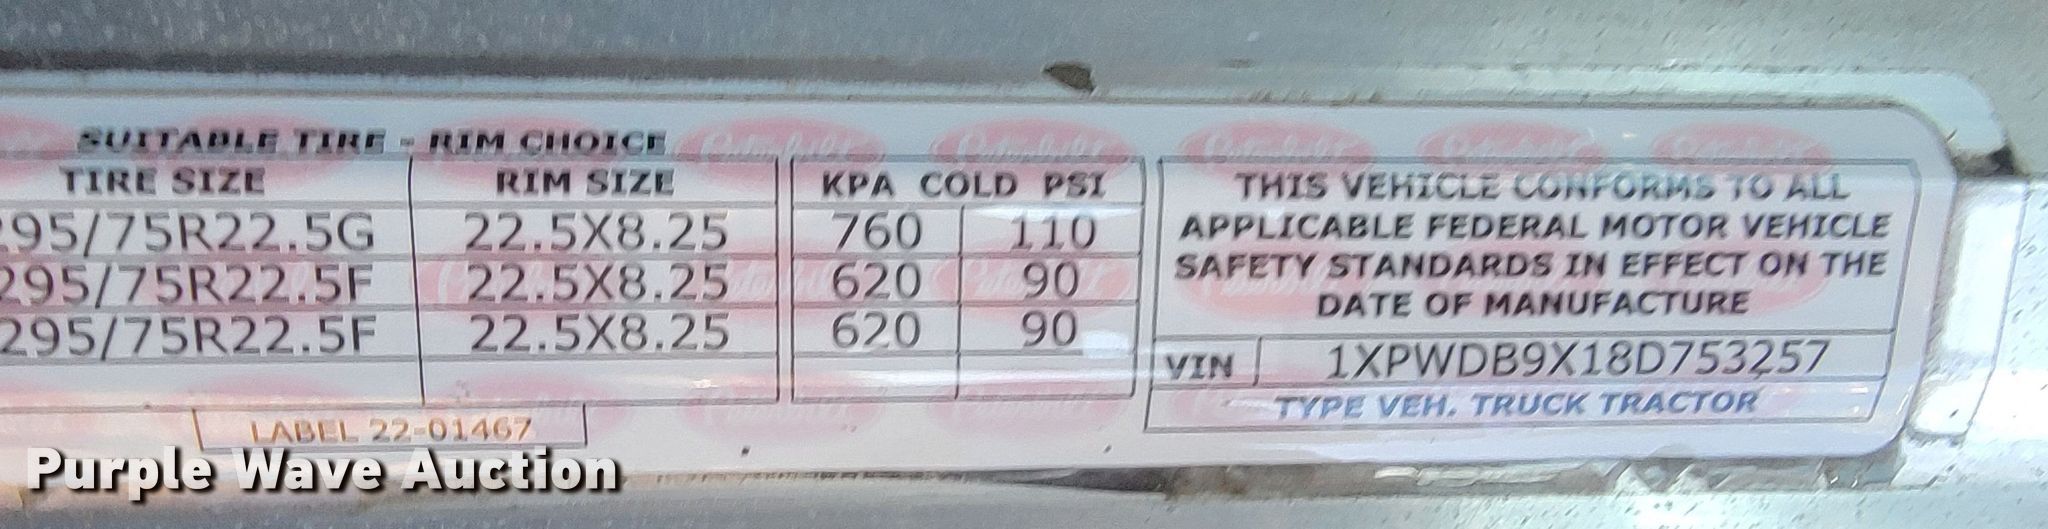 SUITABLE TIRE - RIM CHOICE
TIRE SIZE RIM SIZE KPA COLD PSI
295/75R22.5G 22.5X8.25 760 110
295/75R22.5F 22.5X8.25 620 90
295/75R22.5F 22.5X8.25 620 90
THIS VEHICLE CONFORMS TO ALL
APPLICABLE FEDERAL MOTOR VEHICLE
SAFETY STANDARDS IN EFFECT ON THE
DATE OF MANUFACTURE
VIN 1XPWDB9X18D753257
TYPE VEH. TRUCK TRACTOR
LABEL 22-01467
Purple Wave Auction